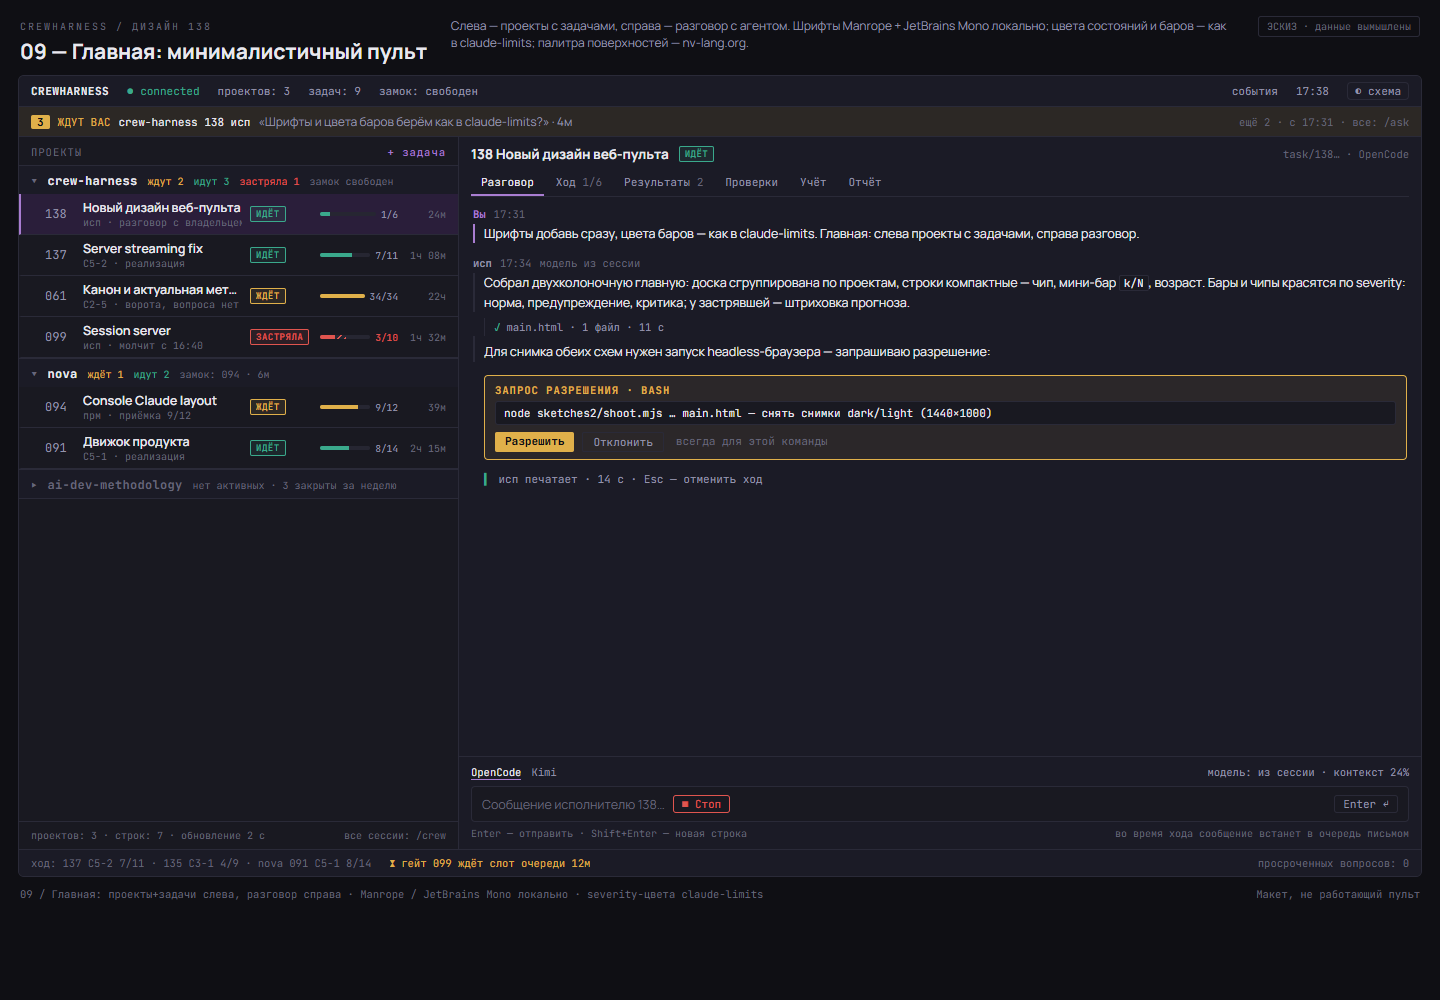 CREWHARNESS / ДИЗАЙН 138
09 — Главная: минималистичный пульт
Слева — проекты с задачами, справа — разговор с агентом. Шрифты Manrope + JetBrains Mono локально; цвета состояний и баров — как
в claude-limits; палитра поверхностей — nv-lang.org.
ЭСКИЗ · данные вымышлены
CREWHARNESS ● connected проектов: 3 задач: 9 замок: свободен
события 17:38 ◐ схема
3 ЖДУТ ВАС crew-harness 138 исп «Шрифты и цвета баров берём как в claude-limits?» · 4м
ещё 2 · с 17:31 · все: /ask
ПРОЕКТЫ + задача
▾ crew-harness ждут 2 идут 3 застряла 1 замок свободен
138 Новый дизайн веб-пульта ИДЁТ 1/6 24м
исп · разговор с владельцем
137 Server streaming fix ИДЁТ 7/11 1ч 08м
С5-2 · реализация
061 Канон и актуальная мет… ЖДЁТ 34/34 22ч
С2-5 · ворота, вопроса нет
099 Session server ЗАСТРЯЛА 3/10 1ч 32м
исп · молчит с 16:40
▾ nova ждёт 1 идут 2 замок: 094 · 6м
094 Console Claude layout ЖДЁТ 9/12 39м
прм · приёмка 9/12
091 Движок продукта ИДЁТ 8/14 2ч 15м
С5-1 · реализация
▸ ai-dev-methodology нет активных · 3 закрыты за неделю
проектов: 3 · строк: 7 · обновление 2 с
все сессии: /crew
138 Новый дизайн веб-пульта ИДЁТ
task/138… · OpenCode
Разговор Ход 1/6 Результаты 2 Проверки Учёт Отчёт
Вы 17:31
Шрифты добавь сразу, цвета баров — как в claude-limits. Главная: слева проекты с задачами, справа разговор.
исп 17:34 модель из сессии
Собрал двухколоночную главную: доска сгруппирована по проектам, строки компактные — чип, мини-бар k/N, возраст. Бары и чипы красятся по severity:
норма, предупреждение, критика; у застрявшей — штриховка прогноза.
✓ main.html · 1 файл · 11 с
Для снимка обеих схем нужен запуск headless-браузера — запрашиваю разрешение:
ЗАПРОС РАЗРЕШЕНИЯ · BASH
node sketches2/shoot.mjs … main.html — снять снимки dark/light (1440×1000)
Разрешить Отклонить всегда для этой команды
исп печатает · 14 с · Esc — отменить ход
OpenCode Kimi
модель: из сессии · контекст 24%
Сообщение исполнителю 138… ■ Стоп
Enter ⏎
Enter — отправить · Shift+Enter — новая строка
во время хода сообщение встанет в очередь письмом
ход: 137 С5-2 7/11 · 135 С3-1 4/9 · nova 091 С5-1 8/14 ⧗ гейт 099 ждёт слот очереди 12м
просроченных вопросов: 0
09 / Главная: проекты+задачи слева, разговор справа · Manrope / JetBrains Mono локально · severity-цвета claude-limits
Макет, не работающий пульт